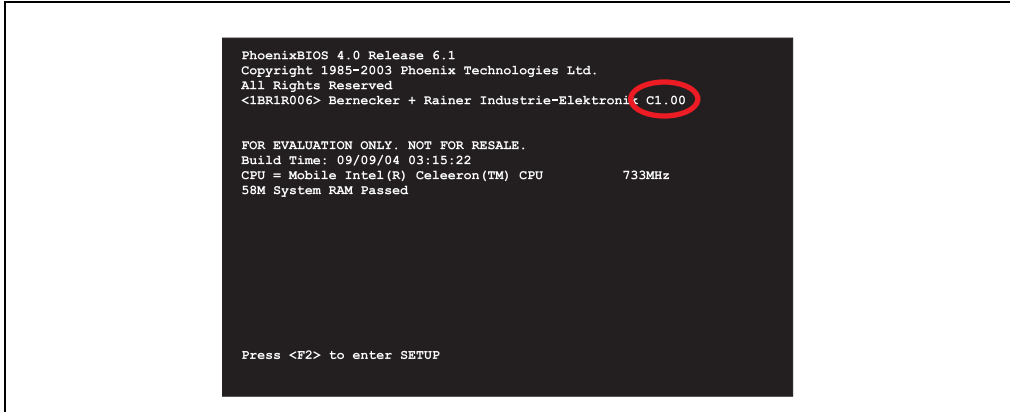 PhoenixBIOS 4.0 Release 6.1
Copyright 1985-2003 Phoenix Technologies Ltd.
All Rights Reserved
<1BR1R006> Bernecker + Rainer Industrie-Elektronik C1.00
FOR EVALUATION ONLY. NOT FOR RESALE.
Build Time: 09/09/04 03:15:22
CPU = Mobile Intel(R) Celeeron(TM) CPU 733MHz
58M System RAM Passed
Press <F2> to enter SETUP